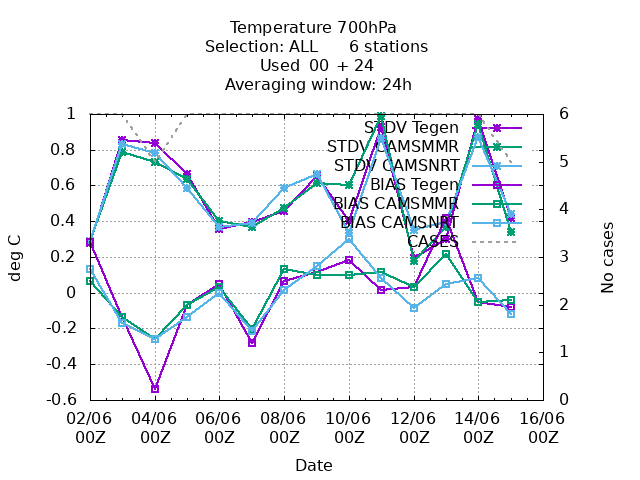 Temperature 700hPa
Selection: ALL 6 stations
Used 00 + 24
Averaging window: 24h
1
0.8
0.6
0.4
0.2
0
-0.2
-0.4
-0.6
deg C
6
5
4
3
2
1
0
No cases
STDV Tegen
STDV CAMSMMR
STDV CAMSNRT
BIAS Tegen
BIAS CAMSMMR
BIAS CAMSNRT
CASES
02/06 04/06 06/06 08/06 10/06 12/06 14/06 16/06
00Z 00Z 00Z 00Z 00Z 00Z 00Z 00Z
Date